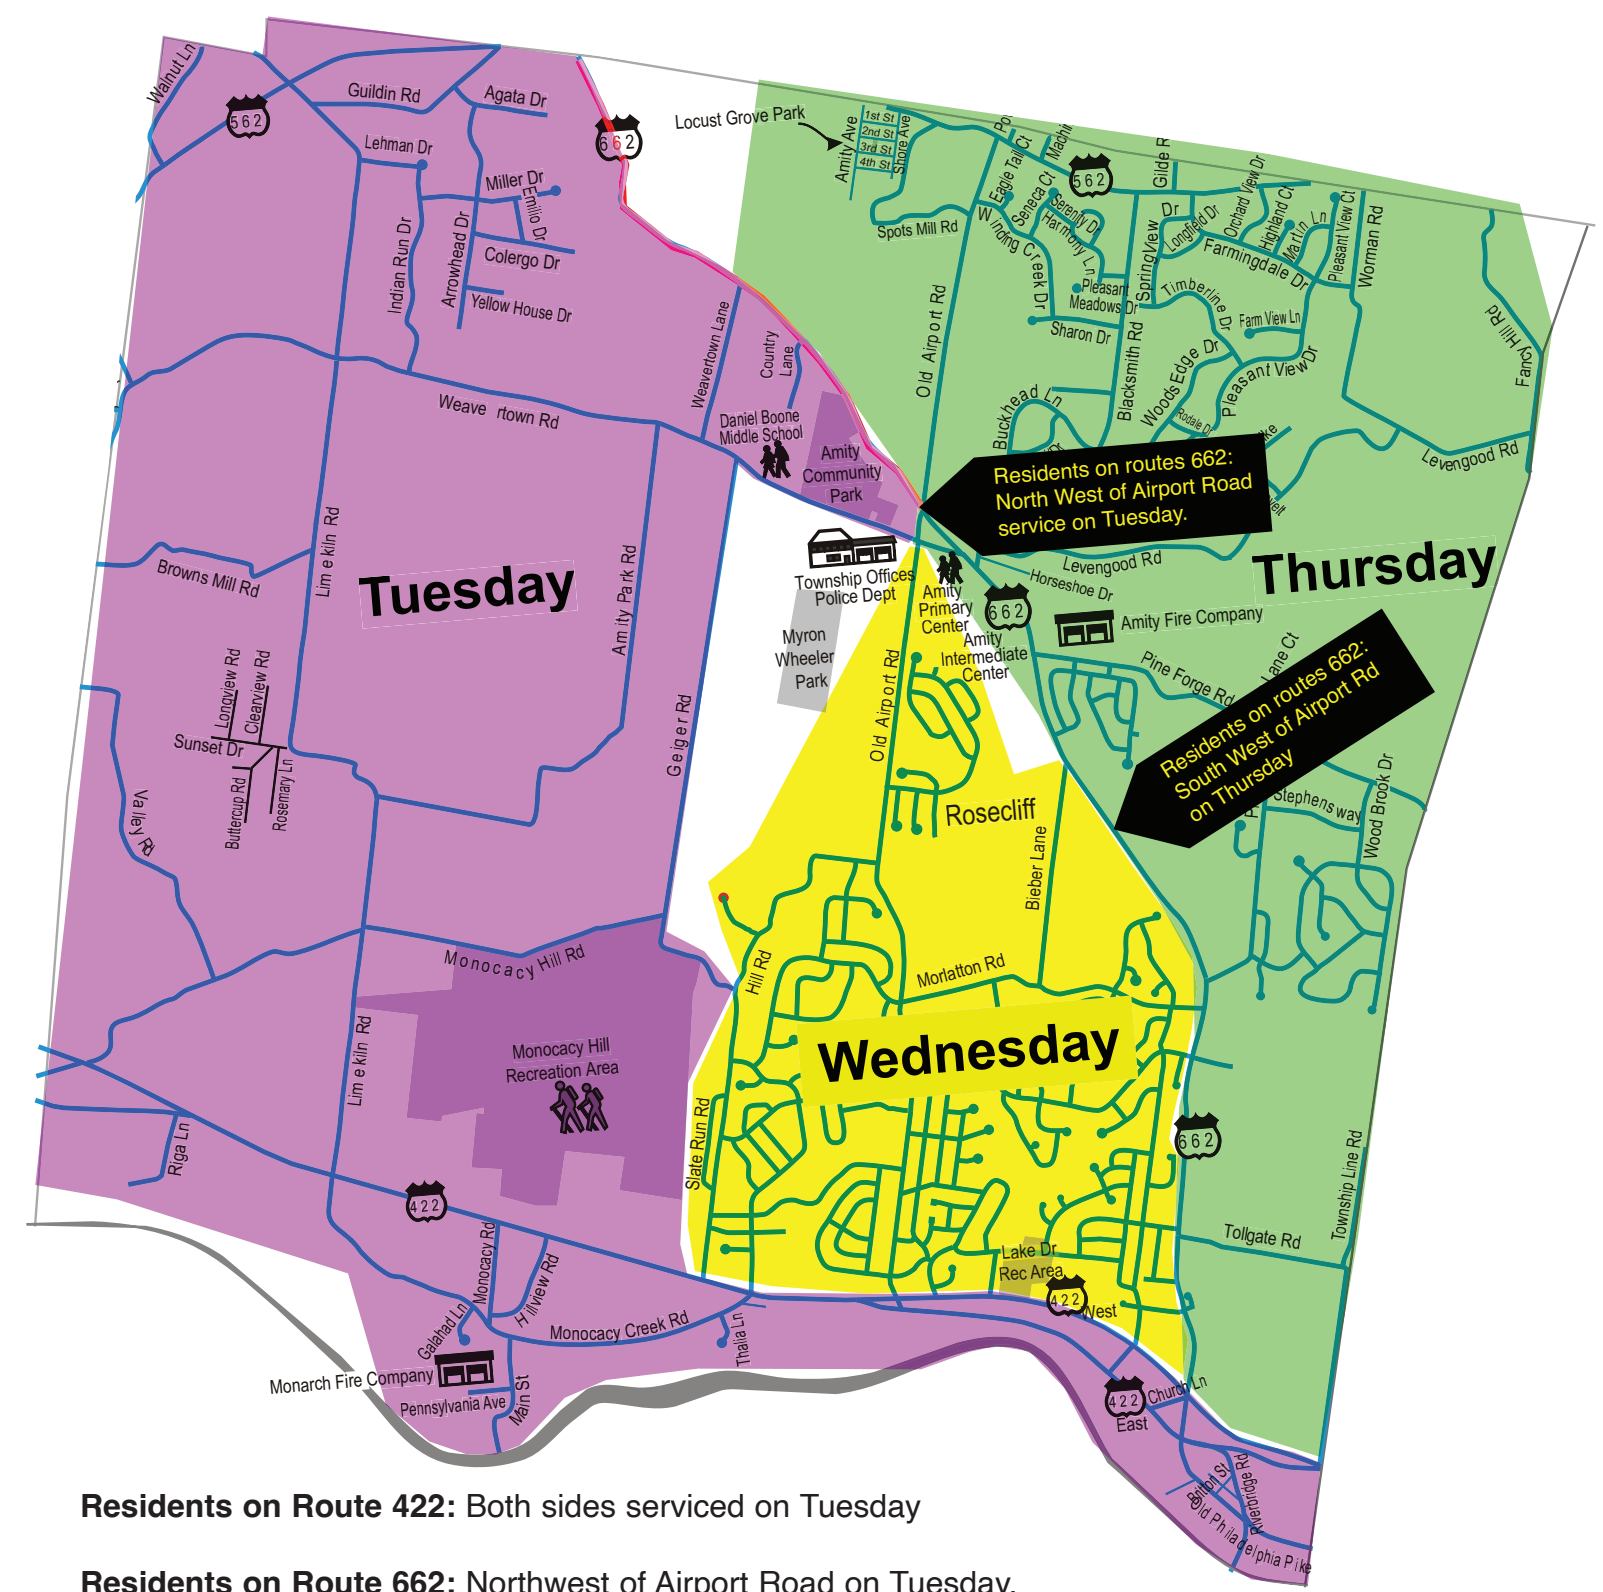 Walnut Ln
562
Guildin Rd
Agata Dr
Lehman Dr
Miller Dr
Emilio Dr
Indian Run Dr
Arrowhead Dr
Colergo Dr
Yellow House Dr
662
Locust Grove Park
Amity Ave
1st St
2nd St
3rd St
4th St
Shore Ave
Spots Mill Rd
Eagle Tail Ct
Seneca Ct
Serenity Dr
Harmony Ln
Winding Creek Dr
562
Gilde R
Dr
Longfield Dr
SpringView
Orchard View Dr
Highland Ct
Martin Ln
Farmingdale Dr
Pleasant View Ct
Worman Rd
Pleasant
Meadows Dr
Timberline Dr
Farm View Ln
Sharon Dr
Blacksmith Rd
Woods Edge Dr
Pleasant View Dr
Rodale Dr
Buckhead Ln
Old Airport Rd
Fancy Hill Rd
Levengood Rd
Weavertown Lane
Country
Lane
Weavertown Rd
Daniel Boone
Middle School
Amity
Community
Park
Residents on routes 662:
North West of Airport Road
service on Tuesday.
Limekiln Rd
Browns Mill Rd
Tuesday
Amity Park Rd
Township Offices
Police Dept
Myron
Wheeler
Park
Amity
Primary
Center
Amity
Intermediate
Center
Levengood Rd
Horseshoe Dr
662
Amity Fire Company
Thursday
Pine Forge Rd
Lane Ct
Residents on routes 662:
South West of Airport Rd
on Thursday
Longview Rd
Clearview Rd
Sunset Dr
Buttercup Rd
Rosemary Ln
Valley Rd
Geiger Rd
Old Airport Rd
Rosecliff
Bieber Lane
Stephens way
Wood Brook Dr
Monocacy Hill Rd
Hill Rd
Morlatton Rd
Wednesday
Limekiln Rd
Monocacy Hill
Recreation Area
Slate Run Rd
662
Riga Ln
422
Township Line Rd
Tollgate Rd
Monocacy Rd
Hillview Rd
Galahad Ln
Monocacy Creek Rd
Thalia Ln
Lake Dr
Rec Area
422
West
Monarch Fire Company
Pennsylvania Ave
Main St
422
East
Church Ln
Britton St
Riverbridge Rd
Old Philadelphia Pike
Residents on Route 422: Both sides serviced on Tuesday
Residents on Route 662: Northwest of Airport Road on Tuesday.